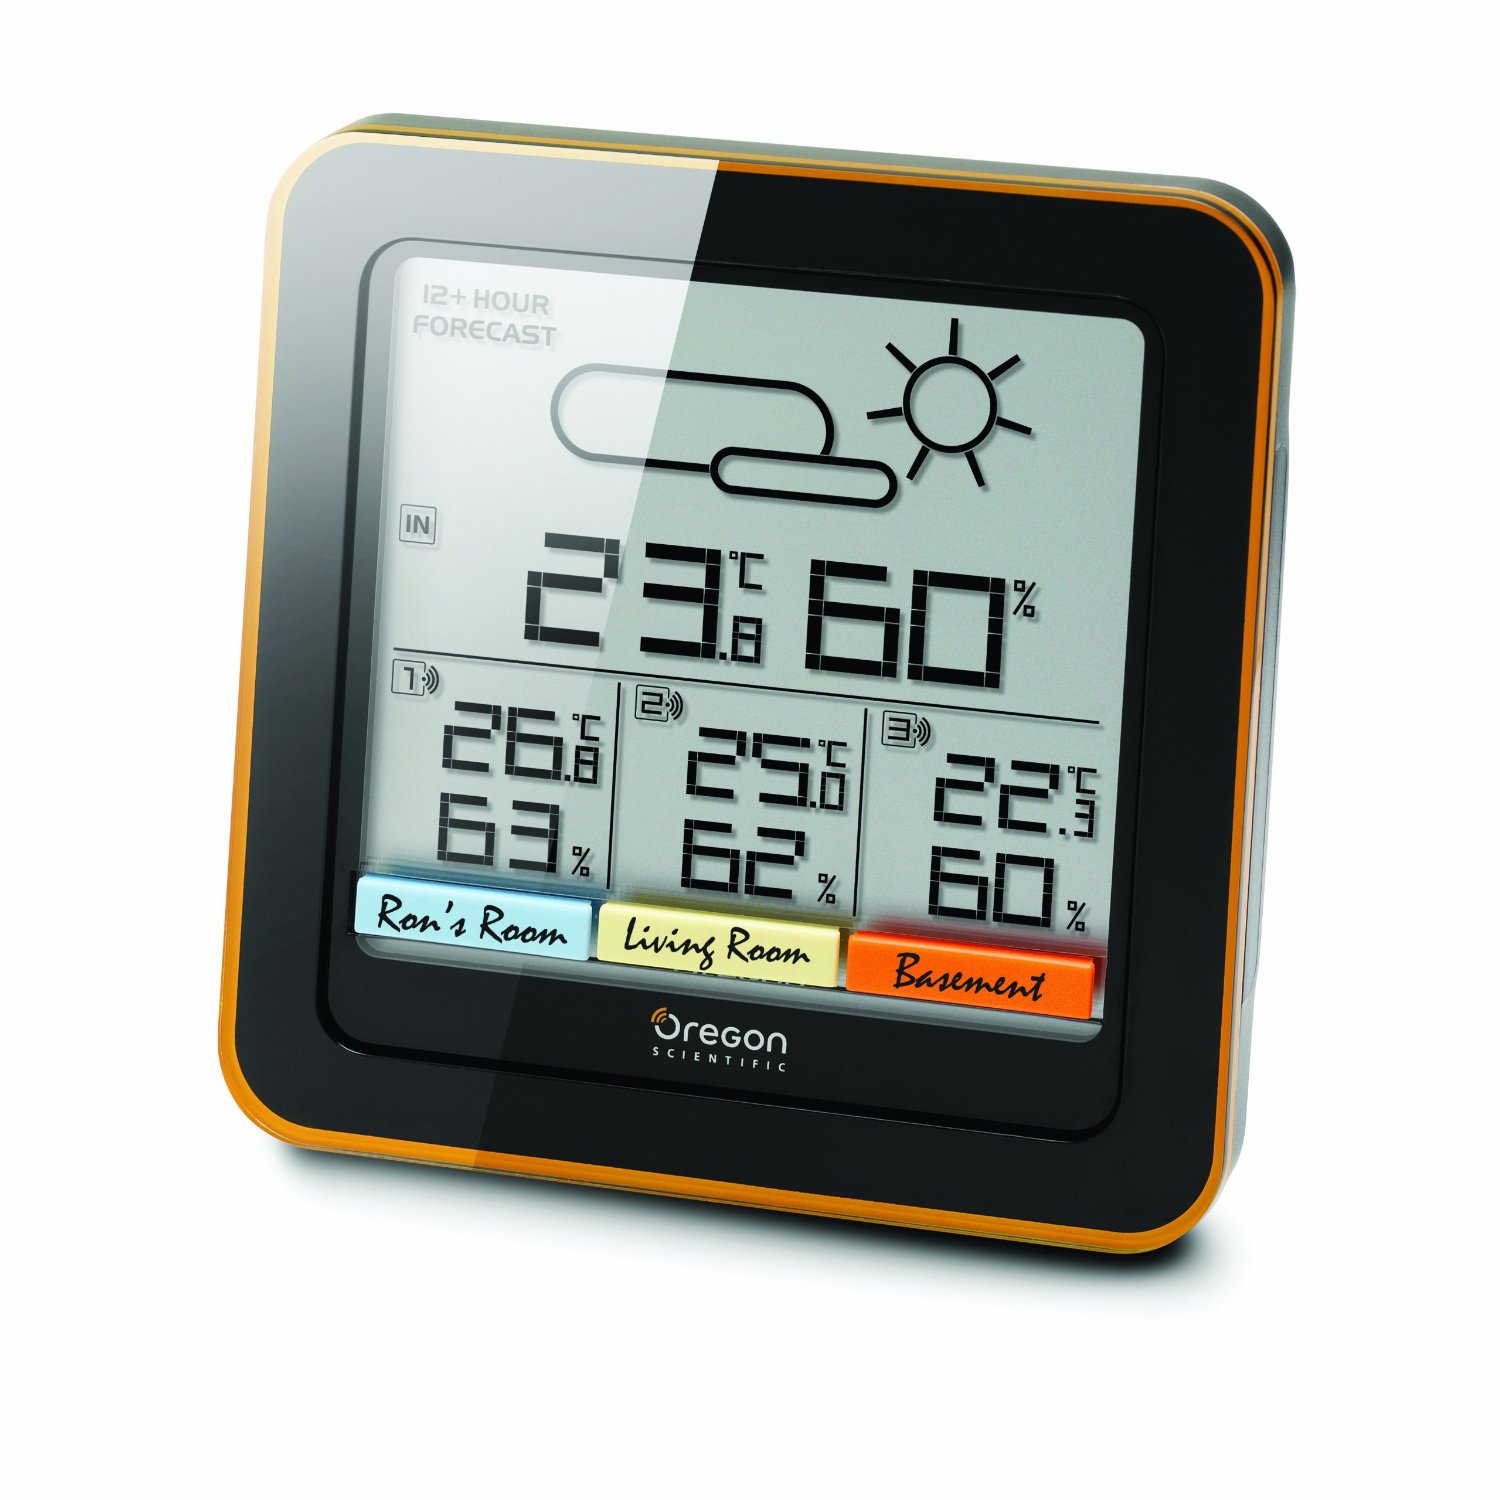 12+ HOUR
FORECAST
IN
23.8 °C 60%
1 2 3
26.8 °C 25.0 °C 22.3 °C
63% 62% 60%
Ron's Room Living Room Basement
Oregon
SCIENTIFIC